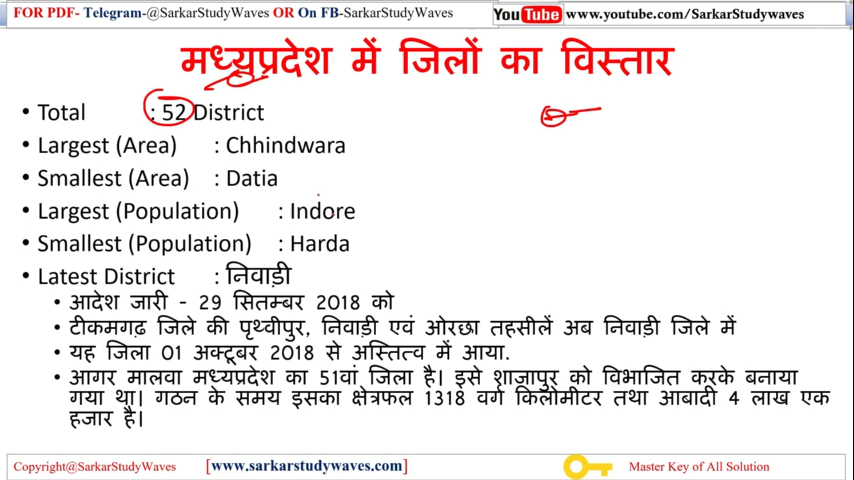 FOR PDF- Telegram-@SarkarStudyWaves OR On FB-SarkarStudyWaves
You Tube www.youtube.com/SarkarStudywaves
मध्यप्रदेश में जिलों का विस्तार
• Total : 52 District
• Largest (Area) : Chhindwara
• Smallest (Area) : Datia
• Largest (Population) : Indore
• Smallest (Population) : Harda
• Latest District : निवाड़ी
• आदेश जारी - 29 सितम्बर 2018 को
• टीकमगढ़ जिले की पृथ्वीपुर, निवाड़ी एवं ओरछा तहसीलें अब निवाड़ी जिले में
• यह जिला 01 अक्टूबर 2018 से अस्तित्व में आया.
• आगर मालवा मध्यप्रदेश का 51वां जिला है। इसे शाजापुर को विभाजित करके बनाया
गया था। गठन के समय इसका क्षेत्रफल 1318 वर्ग किलोमीटर तथा आबादी 4 लाख एक
हजार है।
Copyright@SarkarStudyWaves [www.sarkarstudywaves.com] Master Key of All Solution